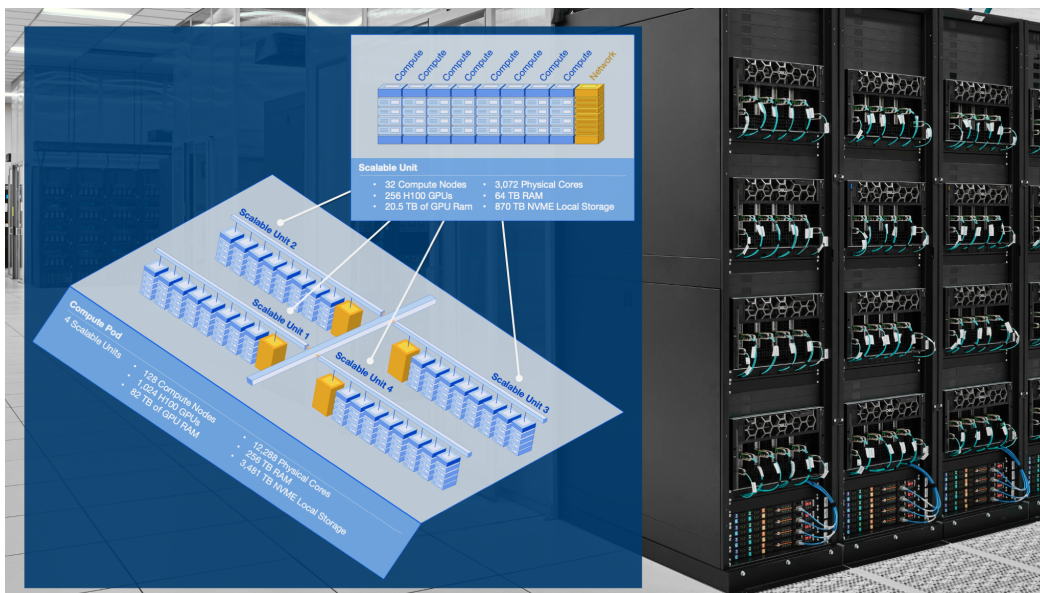 Compute
Compute
Compute
Compute
Compute
Compute
Compute
Compute
Network
Scalable Unit
• 32 Compute Nodes
• 256 H100 GPUs
• 20.5 TB of GPU Ram
• 3,072 Physical Cores
• 64 TB RAM
• 870 TB NVME Local Storage
Scalable Unit 2
Scalable Unit 1
Scalable Unit 4
Scalable Unit 3
Compute Pod
4 Scalable Units
• 128 Compute Nodes
• 1,024 H100 GPUs
• 82 TB of GPU RAM
• 12,288 Physical Cores
• 256 TB RAM
• 3,481 TB NVME Local Storage